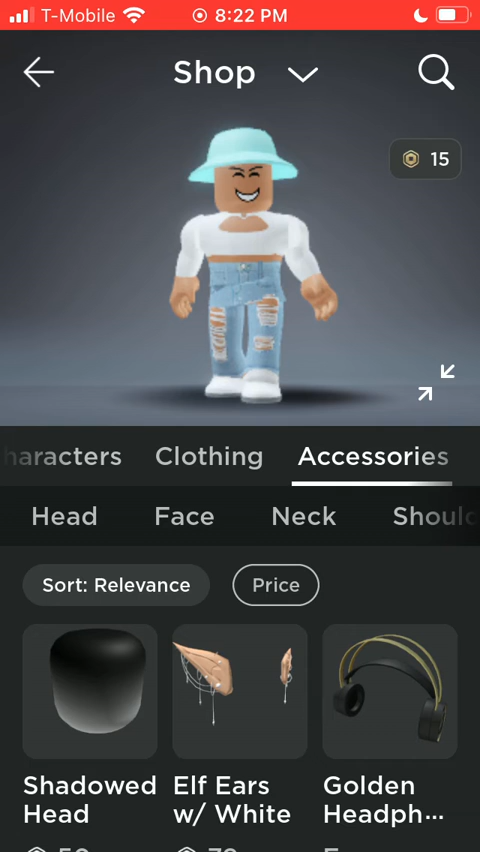 T-Mobile 8:22 PM
Shop
15
haracters Clothing Accessories
Head Face Neck Should
Sort: Relevance Price
Shadowed Elf Ears Golden
Head w/ White Headph...